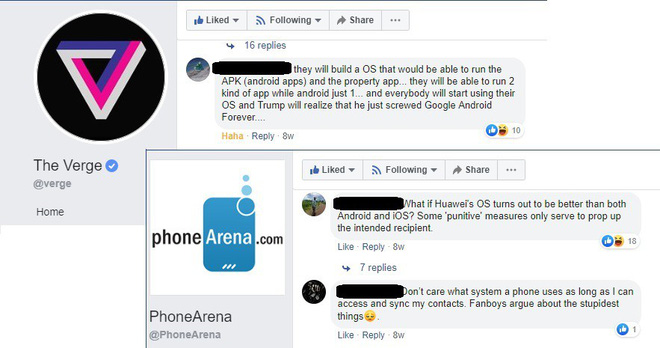 Liked Following Share
16 replies
they will build a OS that would be able to run the
APK (android apps) and the property app... they will be able to run 2
kind of app while android just 1... and everybody will start using their
OS and Trump will realize that he just screwed Google Android
Forever....
Haha · Reply · 8w
10
The Verge
@verge
Home
Liked Following Share
What if Huawei's OS turns out to be better than both
Android and iOS? Some 'punitive' measures only serve to prop up
the intended recipient.
18
Like · Reply · 8w
7 replies
Don't care what system a phone uses as long as I can
access and sync my contacts. Fanboys argue about the stupidest
things😔.
1
Like · Reply · 8w
phoneArena.com
PhoneArena
@PhoneArena